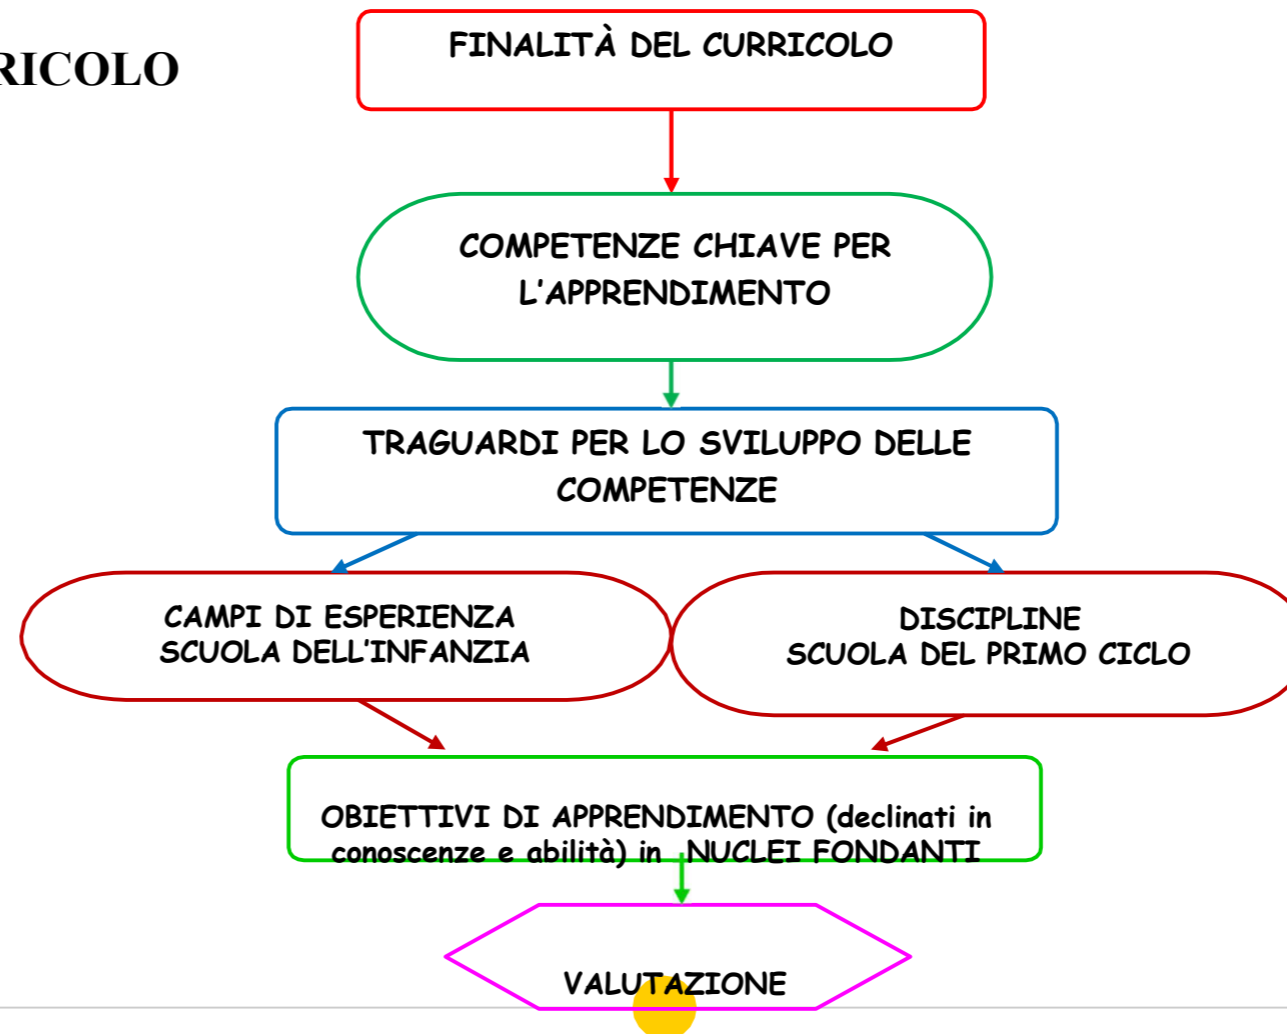 FINALITÀ DEL CURRICOLO
RICOLO
COMPETENZE CHIAVE PER
L'APPRENDIMENTO
TRAGUARDI PER LO SVILUPPO DELLE
COMPETENZE
CAMPI DI ESPERIENZA
SCUOLA DELL'INFANZIA
DISCIPLINE
SCUOLA DEL PRIMO CICLO
OBIETTIVI DI APPRENDIMENTO (declinati in
conoscenze e abilità) in NUCLEI FONDANTI
VALUTAZIONE